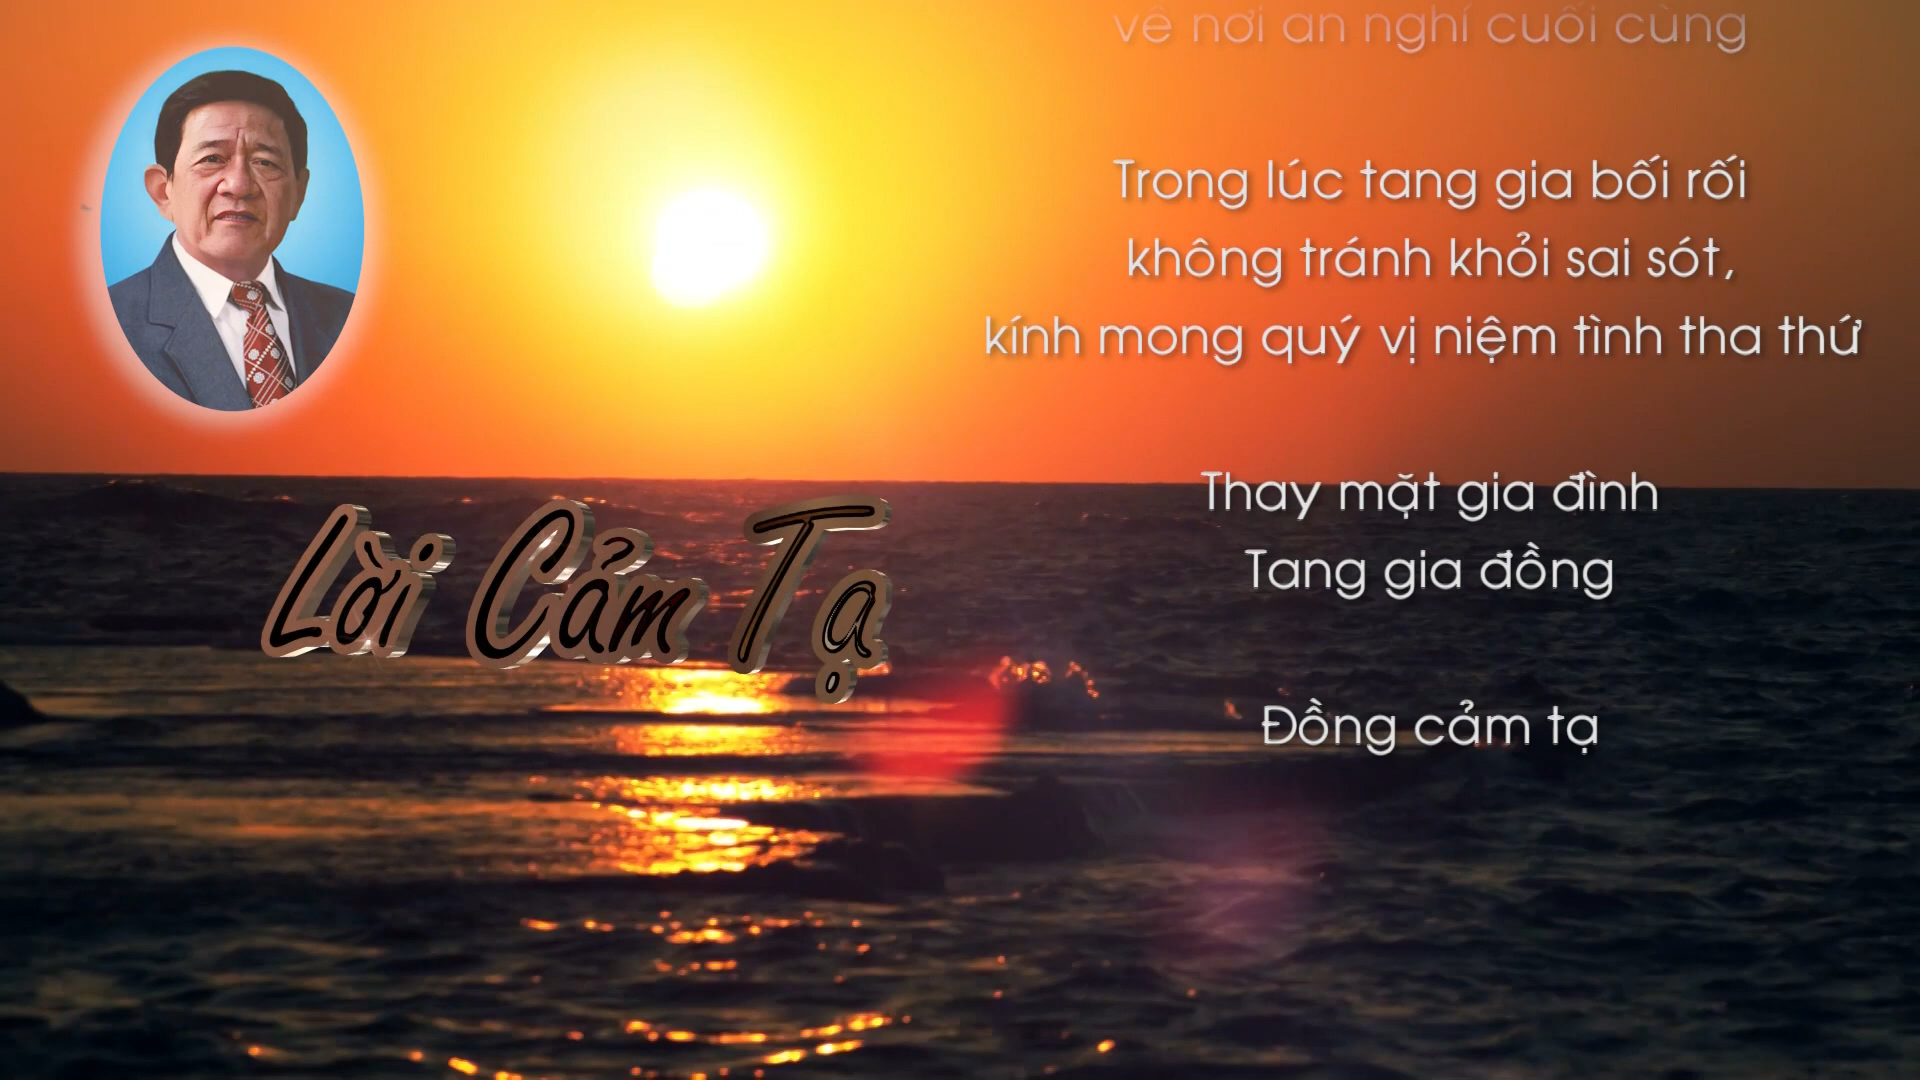 về nơi an nghỉ cuối cùng
Trong lúc tang gia bối rối
không tránh khỏi sai sót,
kính mong quý vị niệm tình tha thứ
Thay mặt gia đình
Tang gia đồng
Đồng cảm tạ
Lời Cảm Tạ